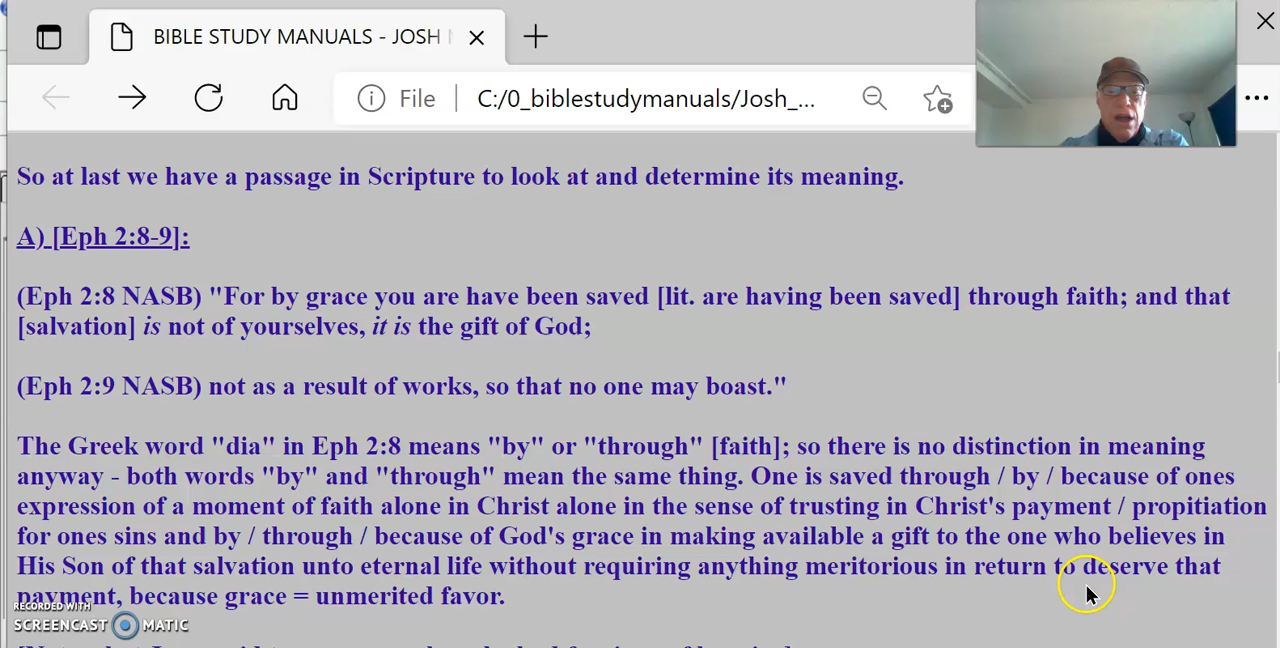 BIBLE STUDY MANUALS - JOSH
File
C:/0_biblestudymanuals/Josh_...
So at last we have a passage in Scripture to look at and determine its meaning.
A) [Eph 2:8-9]:
(Eph 2:8 NASB) "For by grace you are have been saved [lit. are having been saved] through faith; and that
[salvation] is not of yourselves, it is the gift of God;
(Eph 2:9 NASB) not as a result of works, so that no one may boast."
The Greek word "dia" in Eph 2:8 means "by" or "through" [faith]; so there is no distinction in meaning
anyway - both words "by" and "through" mean the same thing. One is saved through / by / because of ones
expression of a moment of faith alone in Christ alone in the sense of trusting in Christ's payment / propitiation
for ones sins and by / through / because of God's grace in making available a gift to the one who believes in
His Son of that salvation unto eternal life without requiring anything meritorious in return to deserve that
payment, because grace = unmerited favor.
RECORDED WITH
SCREENCAST MATIC